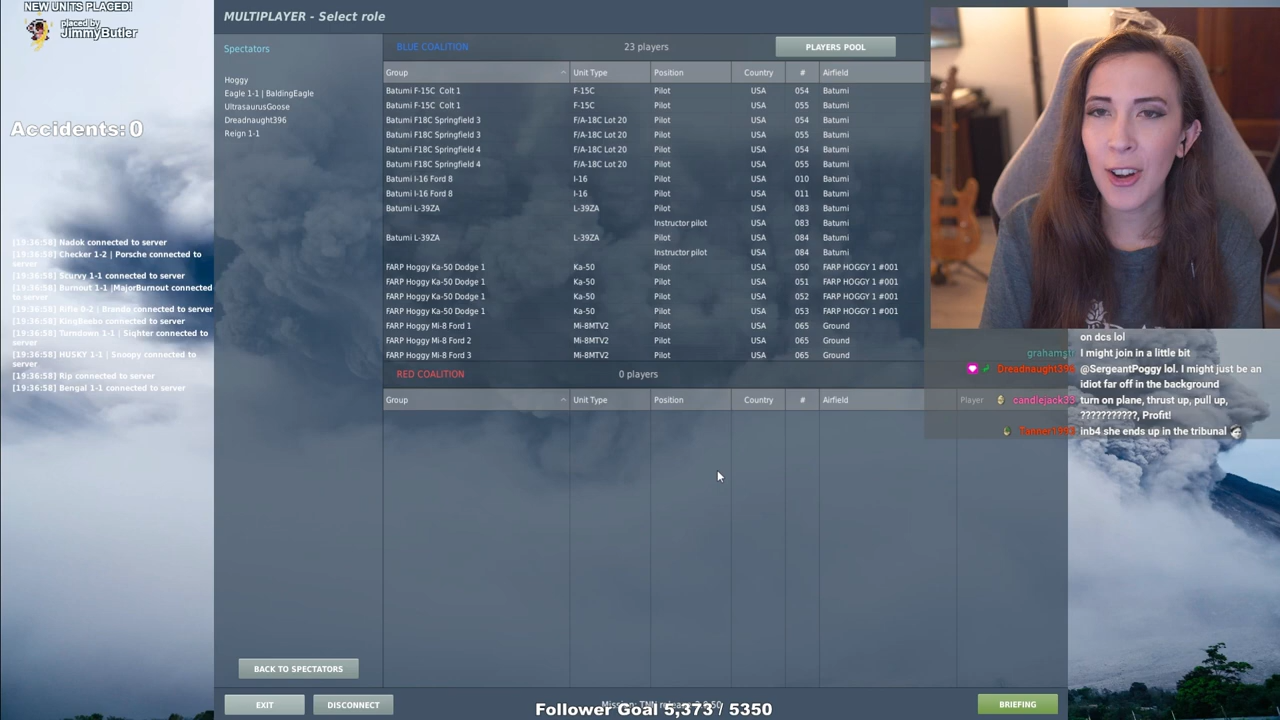 NEW UNITS PLACED!
placed by
JimmyButler
Accidents: 0
[19:36:58] Nadok connected to server
[19:36:58] Checker 1-2 | Porsche connected to
server
[19:36:58] Scurvy 1-1 connected to server
[19:36:58] Burnout 1-1 |MajorBurnout connected
to server
[19:36:58] Rifle 0-2 | Brando connected to server
[19:36:58] KingBeebo connected to server
[19:36:58] Turndown 1-1 | Sighter connected to
server
[19:36:58] HUSKY 1-1 | Snoopy connected to
server
[19:36:58] Rip connected to server
[19:36:58] Bengal 1-1 connected to server
MULTIPLAYER - Select role
Spectators
Hoggy
Eagle 1-1 | BaldingEagle
UltrasaurusGoose
Dreadnaught396
Reign 1-1
BLUE COALITION 23 players PLAYERS POOL
Group Unit Type Position Country # Airfield
Batumi F-15C Colt 1 F-15C Pilot USA 054 Batumi
Batumi F-15C Colt 1 F-15C Pilot USA 055 Batumi
Batumi F18C Springfield 3 F/A-18C Lot 20 Pilot USA 054 Batumi
Batumi F18C Springfield 3 F/A-18C Lot 20 Pilot USA 055 Batumi
Batumi F18C Springfield 4 F/A-18C Lot 20 Pilot USA 054 Batumi
Batumi F18C Springfield 4 F/A-18C Lot 20 Pilot USA 055 Batumi
Batumi I-16 Ford 8 I-16 Pilot USA 010 Batumi
Batumi I-16 Ford 8 I-16 Pilot USA 011 Batumi
Batumi L-39ZA L-39ZA Pilot USA 083 Batumi
Instructor pilot USA 083 Batumi
Batumi L-39ZA L-39ZA Pilot USA 084 Batumi
Instructor pilot USA 084 Batumi
FARP Hoggy Ka-50 Dodge 1 Ka-50 Pilot USA 050 FARP HOGGY 1 #001
FARP Hoggy Ka-50 Dodge 1 Ka-50 Pilot USA 051 FARP HOGGY 1 #001
FARP Hoggy Ka-50 Dodge 1 Ka-50 Pilot USA 052 FARP HOGGY 1 #001
FARP Hoggy Ka-50 Dodge 1 Ka-50 Pilot USA 053 FARP HOGGY 1 #001
FARP Hoggy Mi-8 Ford 1 Mi-8MTV2 Pilot USA 065 Ground
FARP Hoggy Mi-8 Ford 2 Mi-8MTV2 Pilot USA 065 Ground
FARP Hoggy Mi-8 Ford 3 Mi-8MTV2 Pilot USA 065 Ground
RED COALITION 0 players
Group Unit Type Position Country # Airfield Player
on dcs lol
I might join in a little bit
@SergeantPoggy lol. I might just be an
idiot far off in the background
candlejack33 turn on plane, thrust up, pull up,
???????????, Profit!
inb4 she ends up in the tribunal
BACK TO SPECTATORS
EXIT DISCONNECT BRIEFING
Follower Goal 5,373 / 5350